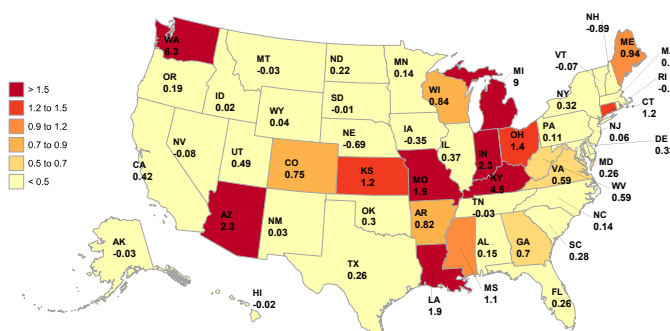 NH
-0.89
WA
6.3
ME
0.94
MT
-0.03
ND
0.22
MN
0.14
VT
-0.07
MI
9
RI
OR
0.19
ID
0.02
SD
-0.01
WI
0.84
NY
0.32
CT
1.2
> 1.5
1.2 to 1.5
0.9 to 1.2
0.7 to 0.9
0.5 to 0.7
< 0.5
WY
0.04
NE
-0.69
IA
-0.35
IL
0.37
IN
2.3
OH
1.4
PA
0.11
NJ
0.06
DE
NV
-0.08
UT
0.49
CA
0.42
CO
0.75
KS
1.2
MO
1.9
KY
4.5
VA
0.59
MD
0.26
WV
0.59
AZ
2.3
NM
0.03
OK
0.3
AR
0.82
TN
-0.03
NC
0.14
AK
-0.03
TX
0.26
AL
0.15
GA
0.7
SC
0.28
HI
-0.02
LA
1.9
MS
1.1
FL
0.26